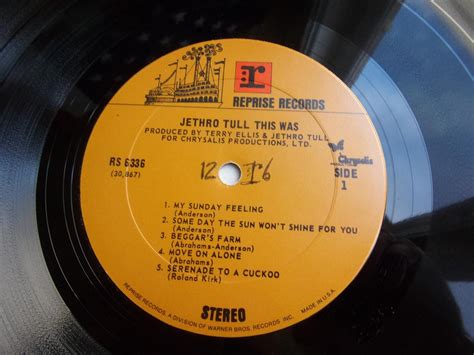 r:
REPRISE RECORDS
JETHRO TULL THIS WAS
PRODUCED BY TERRY ELLIS & JETHRO TULL
FOR CHRYSALIS PRODUCTIONS, LTD.
RS 6336
(30,867)
Chrysalis
SIDE
1
1. MY SUNDAY FEELING
(Anderson)
2. SOME DAY THE SUN WON'T SHINE FOR YOU
(Anderson)
3. BEGGAR'S FARM
(Abrahams-Anderson)
4. MOVE ON ALONE
(Abrahams)
5. SERENADE TO A CUCKOO
(Roland Kirk)
STEREO
REPRISE RECORDS, A DIVISION OF WARNER BROS. RECORDS INC. MADE IN U.S.A.